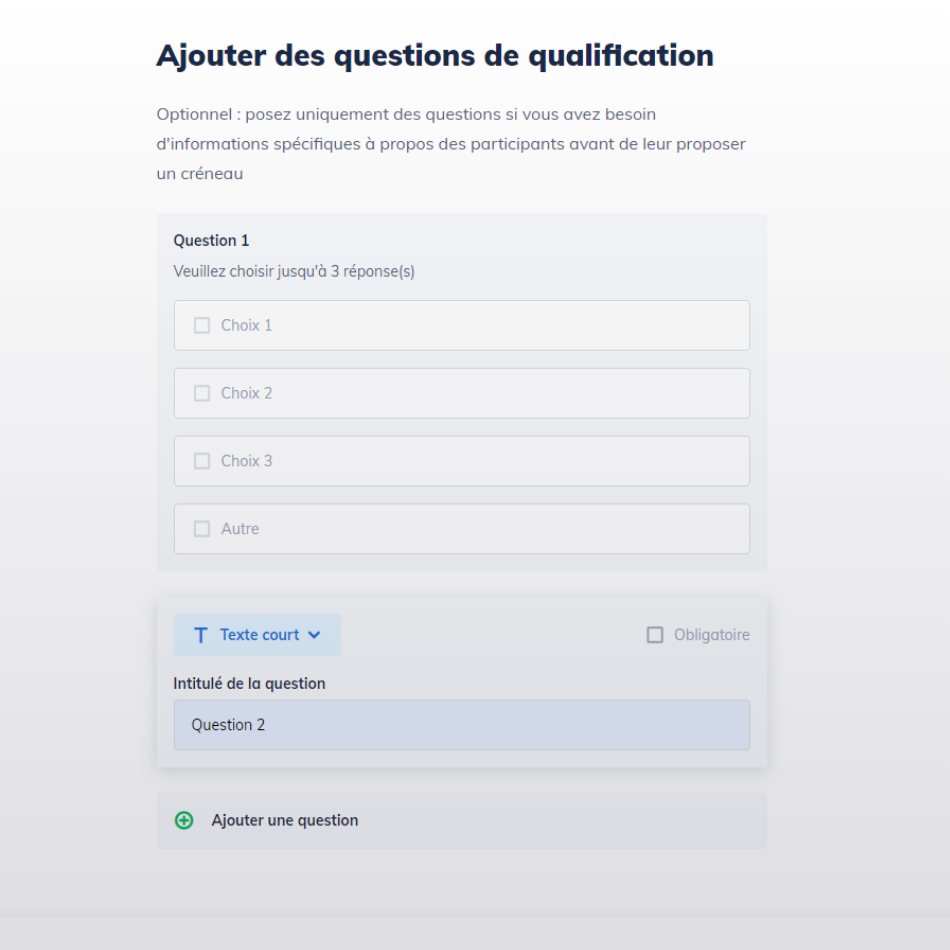 Ajouter des questions de qualification
Optionnel : posez uniquement des questions si vous avez besoin
d'informations spécifiques à propos des participants avant de leur proposer
un créneau
Question 1
Veuillez choisir jusqu'à 3 réponse(s)
Choix 1
Choix 2
Choix 3
Autre
Texte court
Obligatoire
Intitulé de la question
Question 2
Ajouter une question